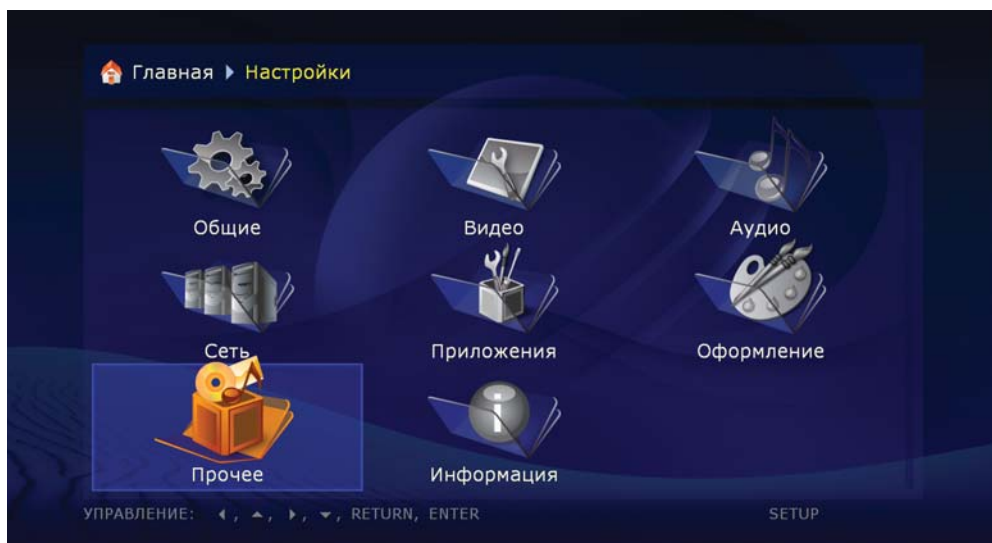 Главная Настройки
Общие Видео Аудио
Сеть Приложения Оформление
Прочее Информация
УПРАВЛЕНИЕ: ◂, ▴, ▸, ▾, RETURN, ENTER SETUP